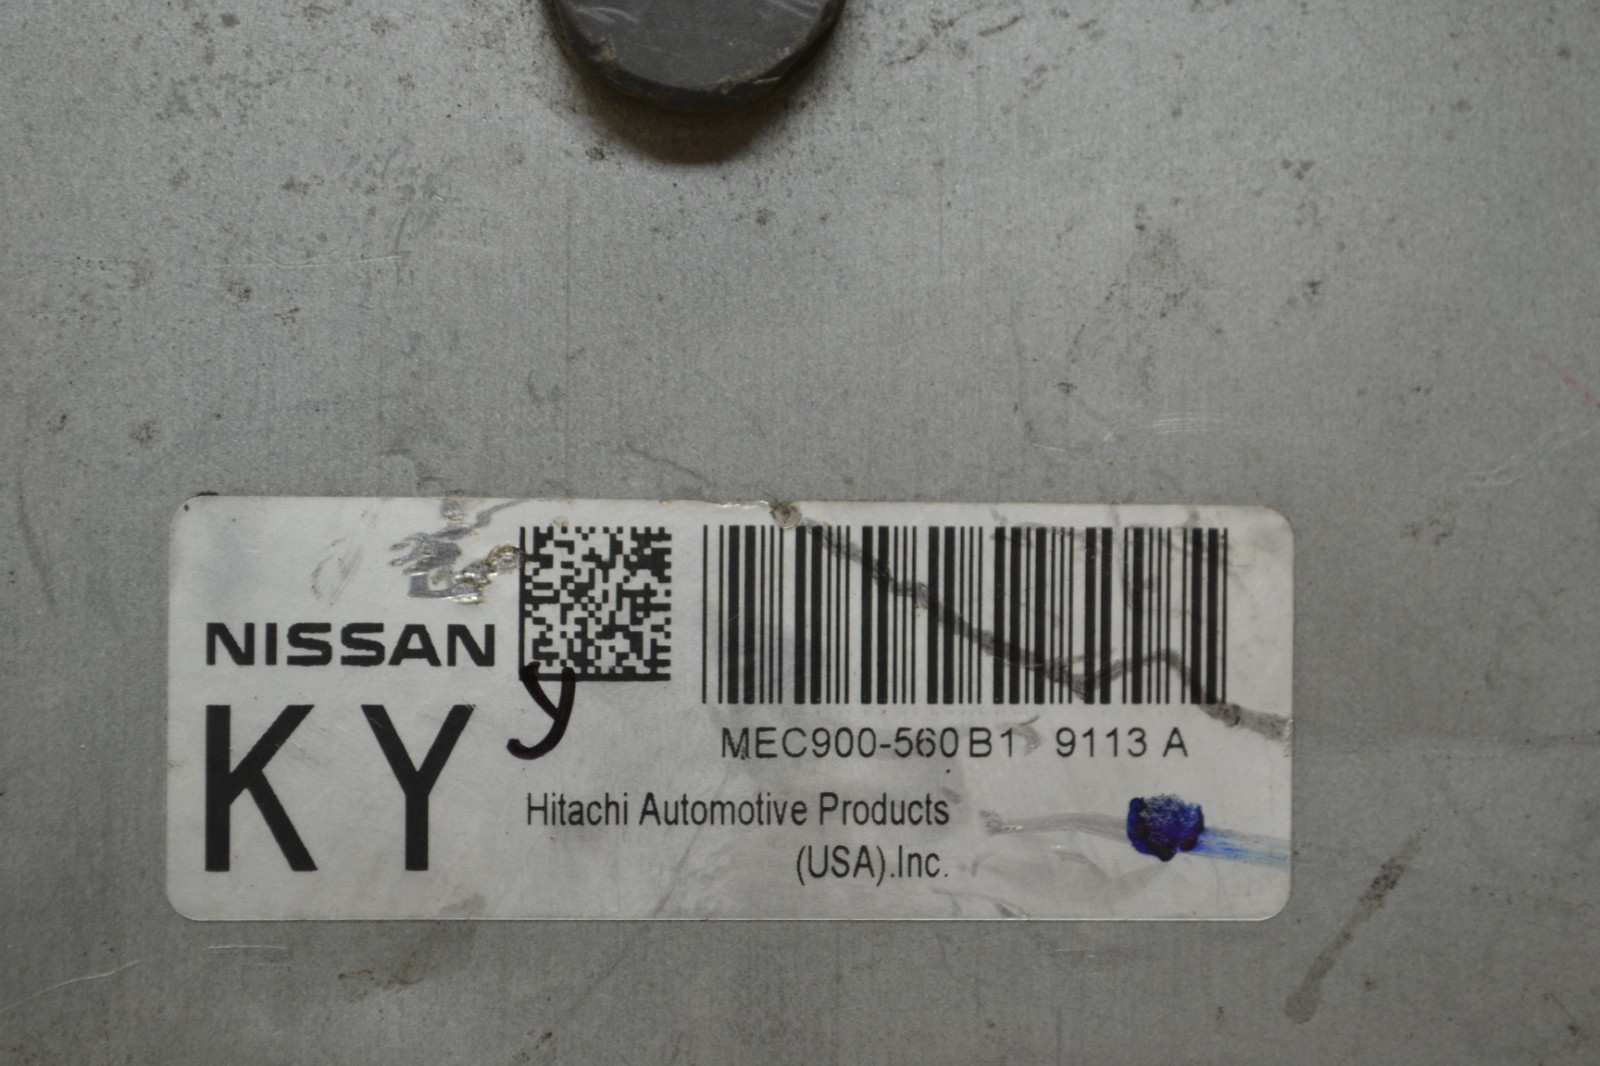 NISSAN
KY
y
MEC900-560 B1 9113 A
Hitachi Automotive Products
(USA).Inc.